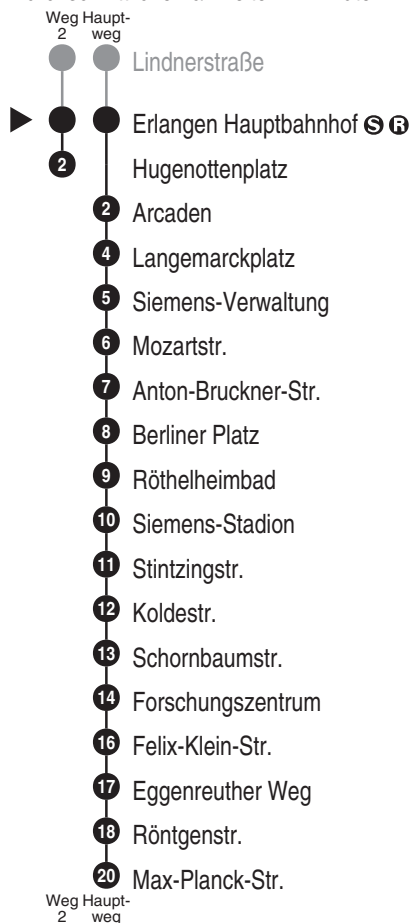 Weg Haupt-
2 weg
Lindnerstraße
Erlangen Hauptbahnhof S R
2 Hugenottenplatz
2 Arcaden
4 Langemarckplatz
5 Siemens-Verwaltung
6 Mozartstr.
7 Anton-Bruckner-Str.
8 Berliner Platz
9 Röthelheimbad
10 Siemens-Stadion
11 Stintzingstr.
12 Koldestr.
13 Schornbaumstr.
14 Forschungszentrum
16 Felix-Klein-Str.
17 Eggenreuther Weg
18 Röntgenstr.
20 Max-Planck-Str.
Weg Haupt-
2 weg